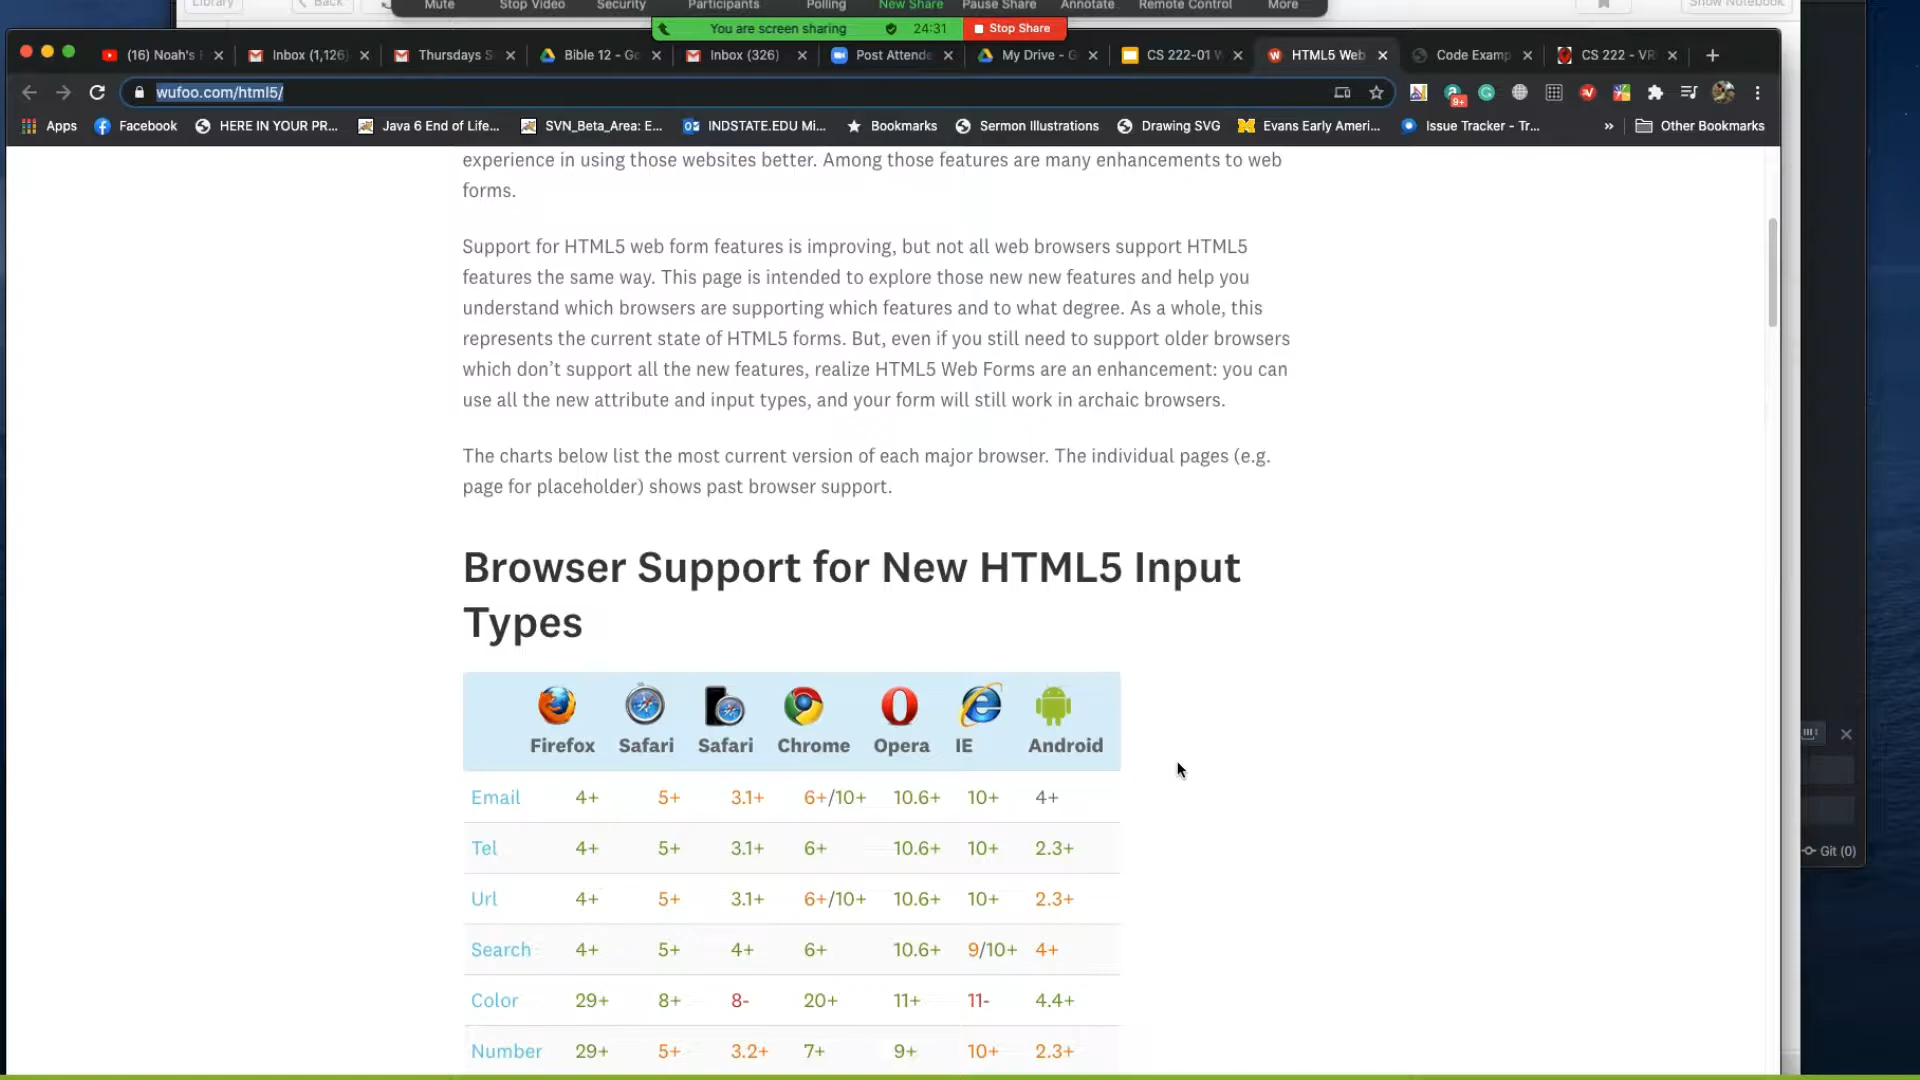 Library Back Mute Stop Video Security Participants Polling New Share Pause Share Annotate Remote Control More Show Notebook
You are screen sharing 24:31 Stop Share
(16) Noah's Inbox (1,126) Thursdays S Bible 12 - Go Inbox (326) Post Attende My Drive - G CS 222-01 HTML5 Web Code Examp CS 222 - VR
wufoo.com/html5/ 9+
Apps Facebook HERE IN YOUR PR... Java 6 End of Life... SVN_Beta_Area: E... INDSTATE.EDU Mi... Bookmarks Sermon Illustrations Drawing SVG Evans Early Ameri... Issue Tracker - Tr... » Other Bookmarks
experience in using those websites better. Among those features are many enhancements to web
forms.
Support for HTML5 web form features is improving, but not all web browsers support HTML5
features the same way. This page is intended to explore those new new features and help you
understand which browsers are supporting which features and to what degree. As a whole, this
represents the current state of HTML5 forms. But, even if you still need to support older browsers
which don't support all the new features, realize HTML5 Web Forms are an enhancement: you can
use all the new attribute and input types, and your form will still work in archaic browsers.
The charts below list the most current version of each major browser. The individual pages (e.g.
page for placeholder) shows past browser support.
Browser Support for New HTML5 Input
Types
Firefox Safari Safari Chrome Opera IE Android
Email 4+ 5+ 3.1+ 6+/10+ 10.6+ 10+ 4+
Tel 4+ 5+ 3.1+ 6+ 10.6+ 10+ 2.3+
Url 4+ 5+ 3.1+ 6+/10+ 10.6+ 10+ 2.3+
Search 4+ 5+ 4+ 6+ 10.6+ 9/10+ 4+
Color 29+ 8+ 8- 20+ 11+ 11- 4.4+
Number 29+ 5+ 3.2+ 7+ 9+ 10+ 2.3+
Git (0)